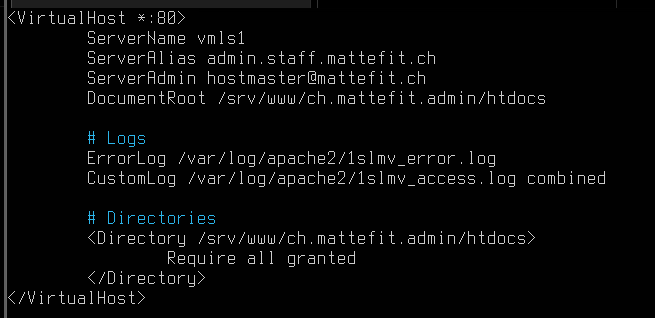 <VirtualHost *:80>
ServerName vmls1
ServerAlias admin.staff.mattefit.ch
ServerAdmin hostmaster@mattefit.ch
DocumentRoot /srv/www/ch.mattefit.admin/htdocs
# Logs
ErrorLog /var/log/apache2/1slmv_error.log
CustomLog /var/log/apache2/1slmv_access.log combined
# Directories
<Directory /srv/www/ch.mattefit.admin/htdocs>
Require all granted
</Directory>
</VirtualHost>